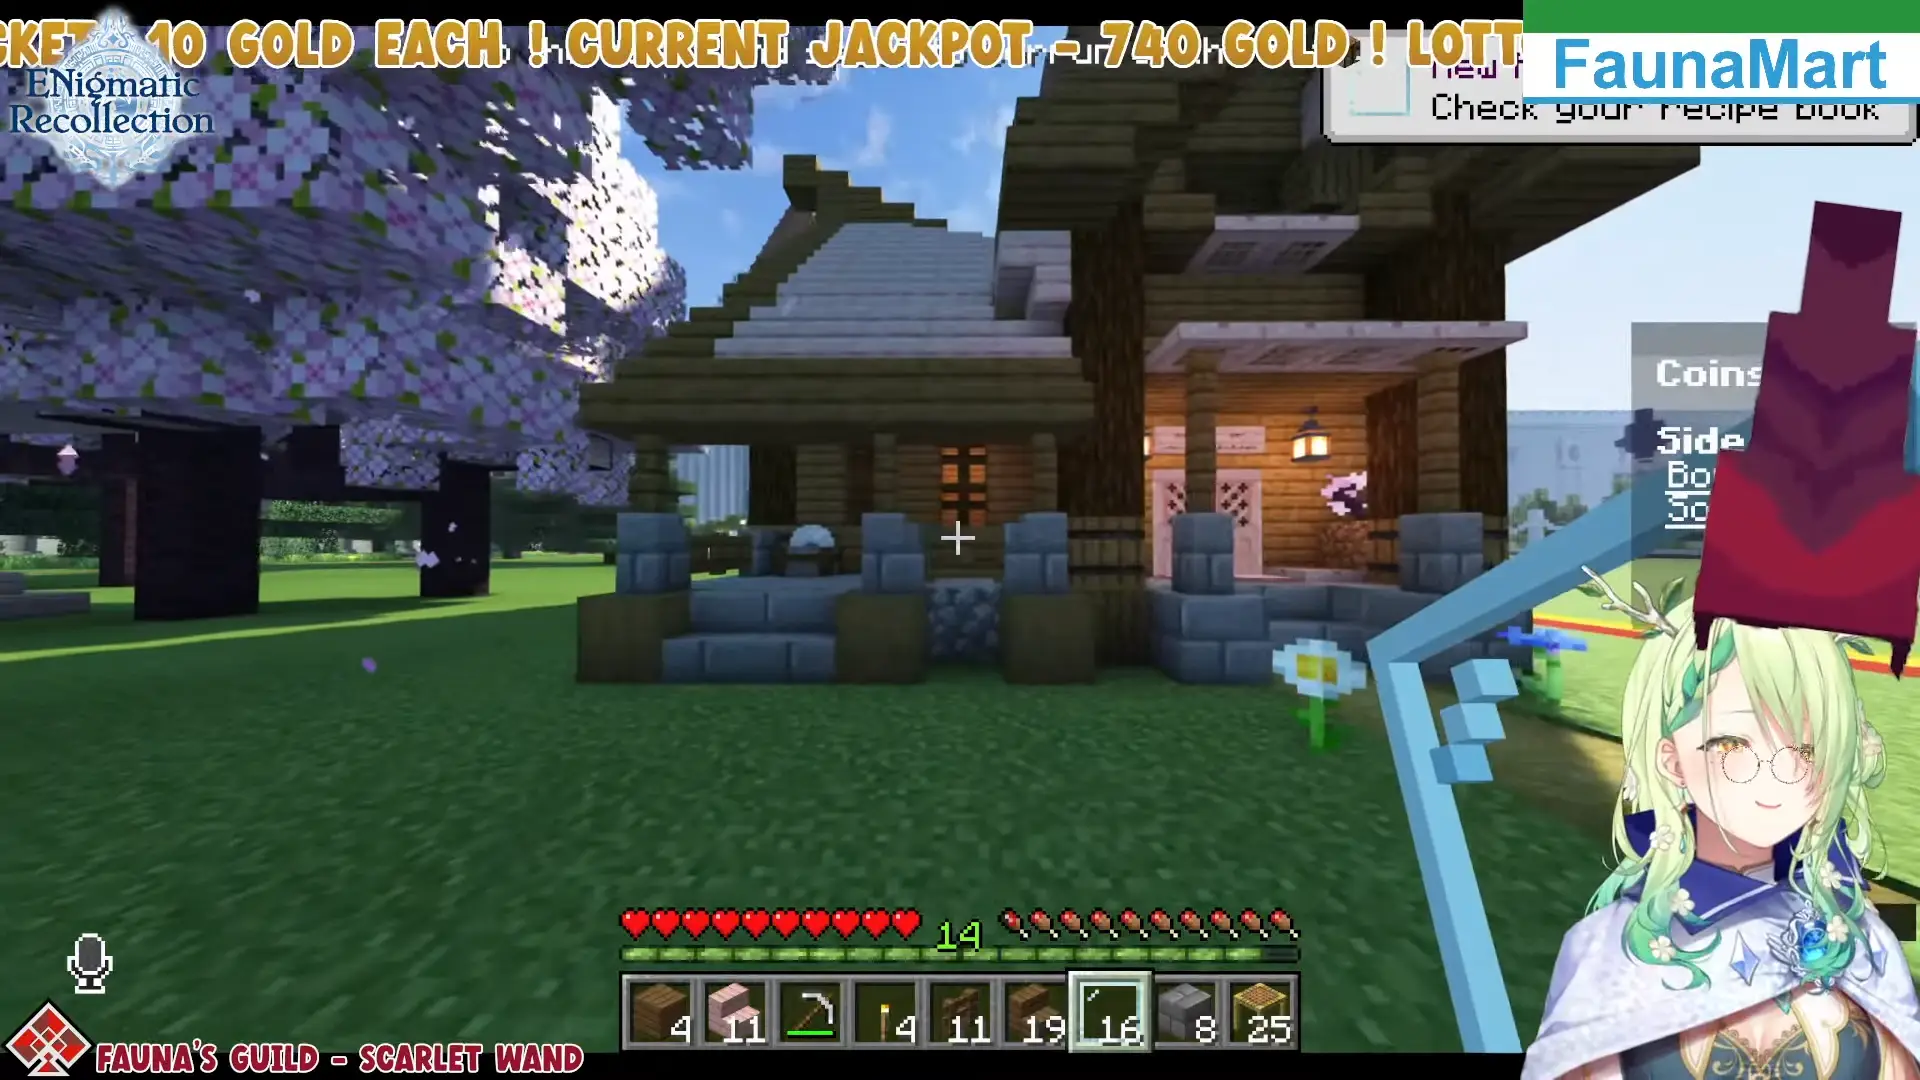 10 GOLD EACH ! CURRENT JACKPOT - 740 GOLD ! LOTT
FaunaMart
ENigmatic
Recollection
Check your recipe book
Coins
Side
14
4
11
4
11
19
16
8
25
FAUNA'S GUILD - SCARLET WAND